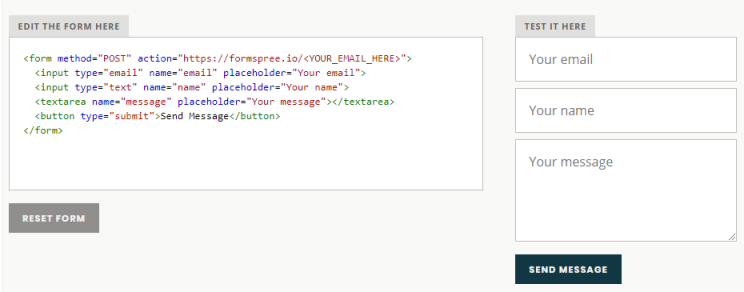 EDIT THE FORM HERE
<form method="POST" action="https://formspree.io/<YOUR_EMAIL_HERE>">
  <input type="email" name="email" placeholder="Your email">
  <input type="text" name="name" placeholder="Your name">
  <textarea name="message" placeholder="Your message"></textarea>
  <button type="submit">Send Message</button>
</form>
RESET FORM
TEST IT HERE
Your email
Your name
Your message
SEND MESSAGE